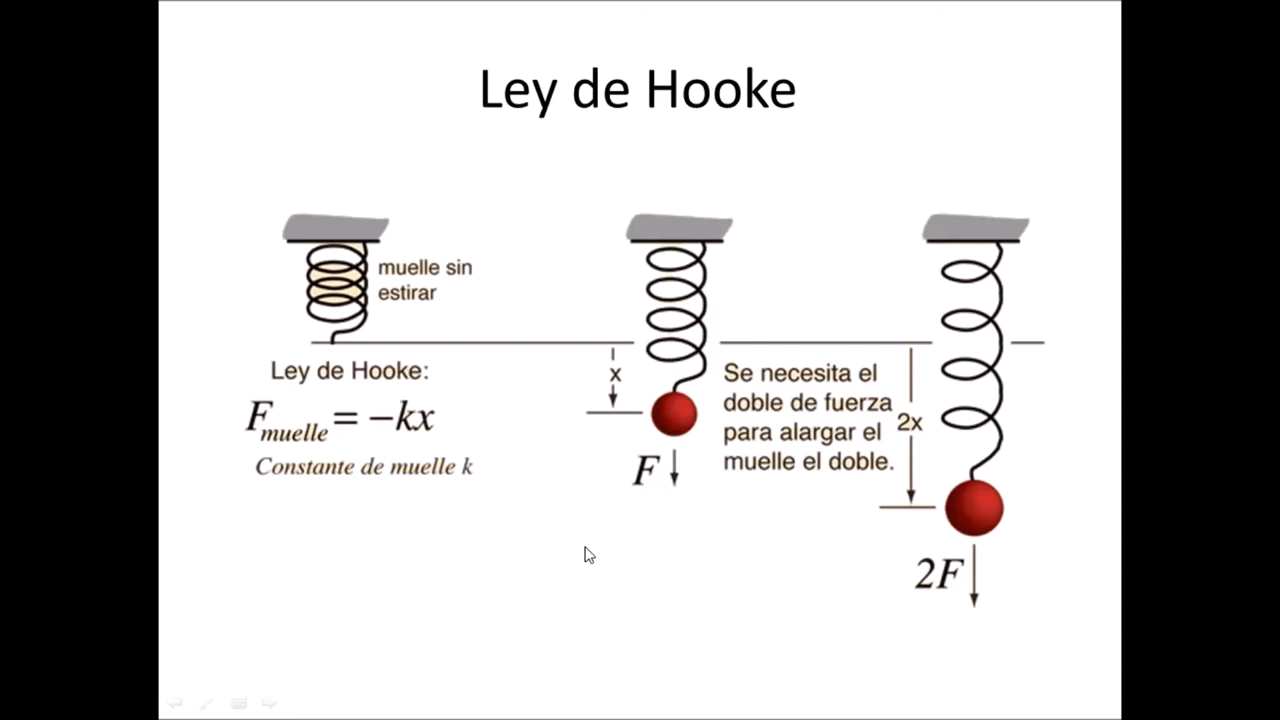 Ley de Hooke
muelle sin
estirar
Ley de Hooke:
Fmuelle = −kx
Constante de muelle k
x
F
Se necesita el
doble de fuerza
para alargar el
muelle el doble.
2x
2F